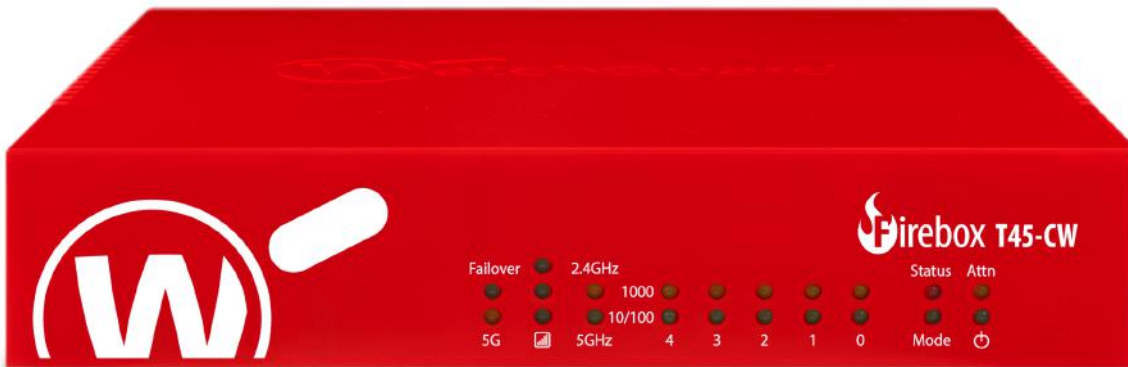 WatchGuard
W
Firebox T45-CW
Failover 2.4GHz Status Attn
1000
10/100
5G 5GHz 4 3 2 1 0 Mode